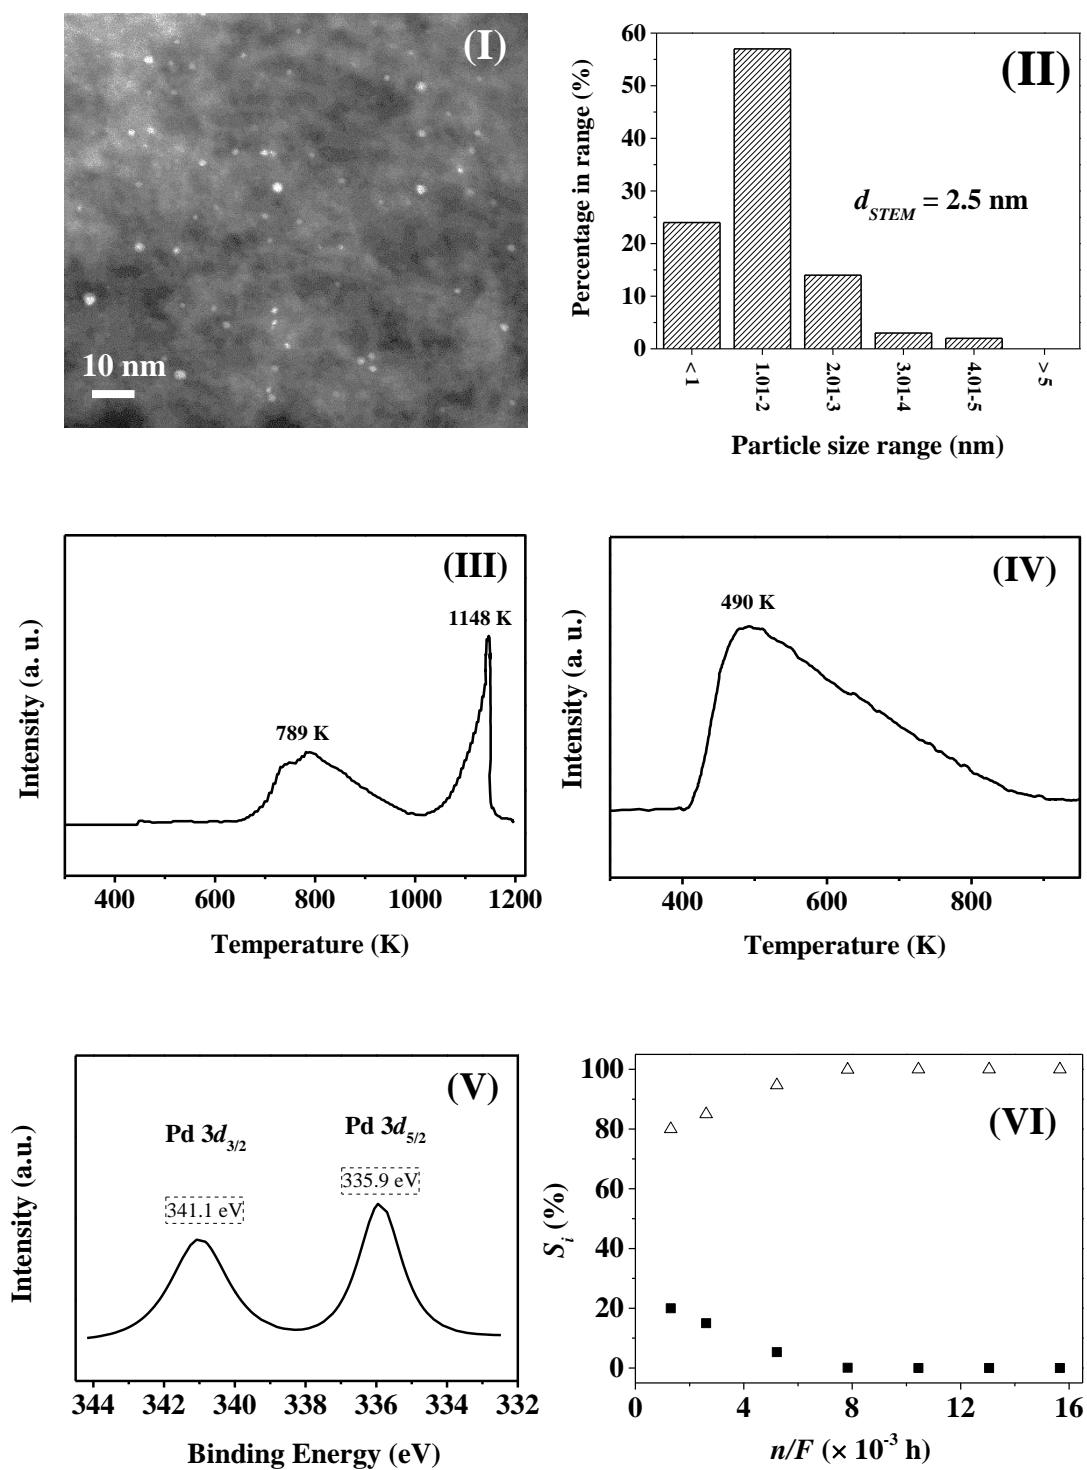 (I)
10 nm
(II)
Percentage in range (%)
60
50
40
30
20
10
0
d_STEM = 2.5 nm
< 1
1.01-2
2.01-3
3.01-4
4.01-5
> 5
Particle size range (nm)
(III)
Intensity (a. u.)
789 K
1148 K
400 600 800 1000 1200
Temperature (K)
(IV)
Intensity (a. u.)
490 K
400 600 800
Temperature (K)
(V)
Intensity (a.u.)
Pd 3d3/2
341.1 eV
Pd 3d5/2
335.9 eV
344 342 340 338 336 334 332
Binding Energy (eV)
(VI)
S_i (%)
100
80
60
40
20
0
0 4 8 12 16
n/F (× 10⁻³ h)